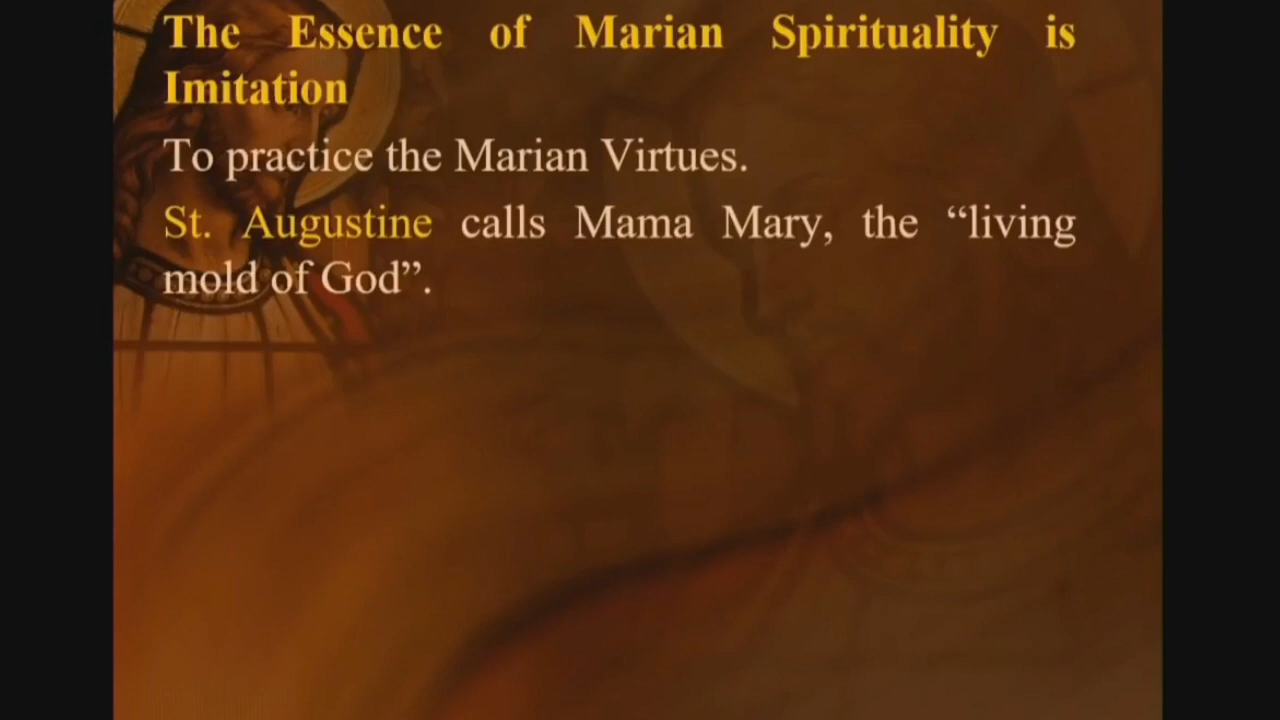 The Essence of Marian Spirituality is
Imitation
To practice the Marian Virtues.
St. Augustine calls Mama Mary, the “living
mold of God”.